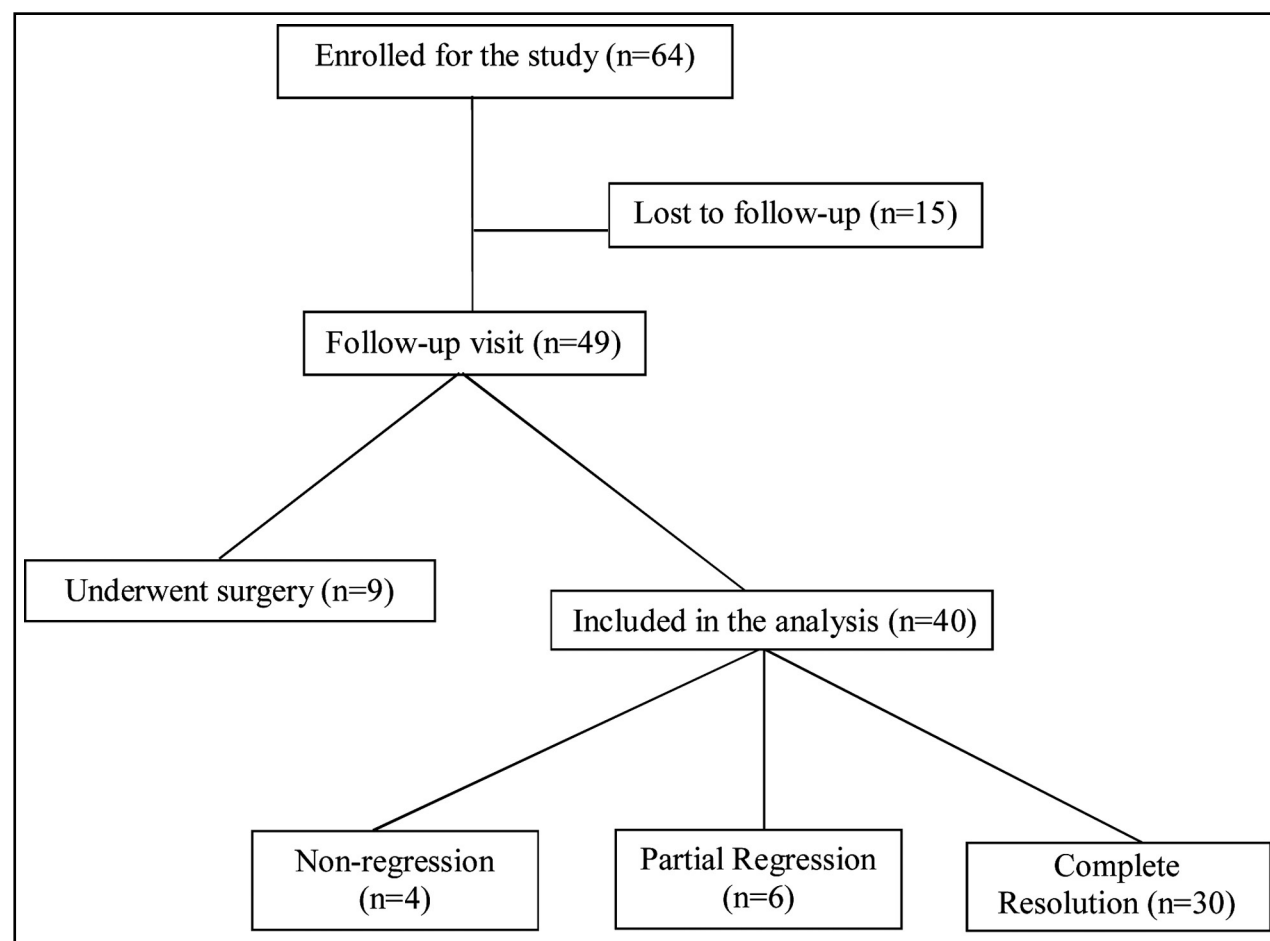 Enrolled for the study (n=64)
Lost to follow-up (n=15)
Follow-up visit (n=49)
Underwent surgery (n=9)
Included in the analysis (n=40)
Non-regression
(n=4)
Partial Regression
(n=6)
Complete
Resolution (n=30)